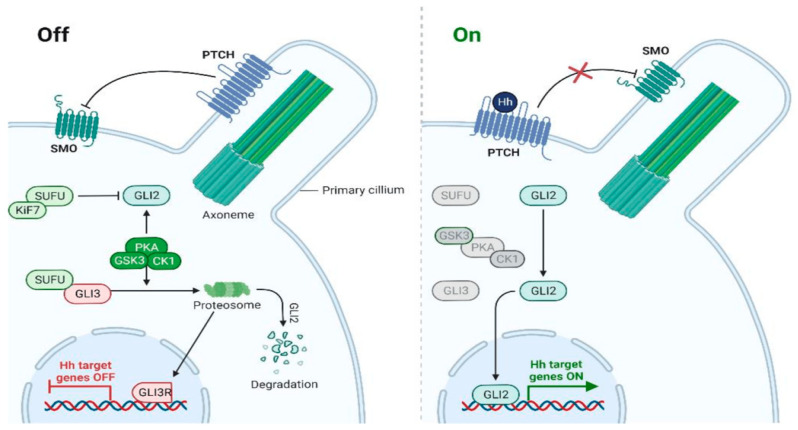 Off
PTCH
SMO
SUFU
KiF7
GLI2
Axoneme
Primary cillium
PKA
GSK3
CK1
SUFU
GLI3
Proteosome
GLI2
Degradation
Hh target
genes OFF
GLI3R
On
SMO
Hh
PTCH
SUFU
GLI2
GSK3
PKA
CK1
GLI3
GLI2
Hh target
genes ON
GLI2